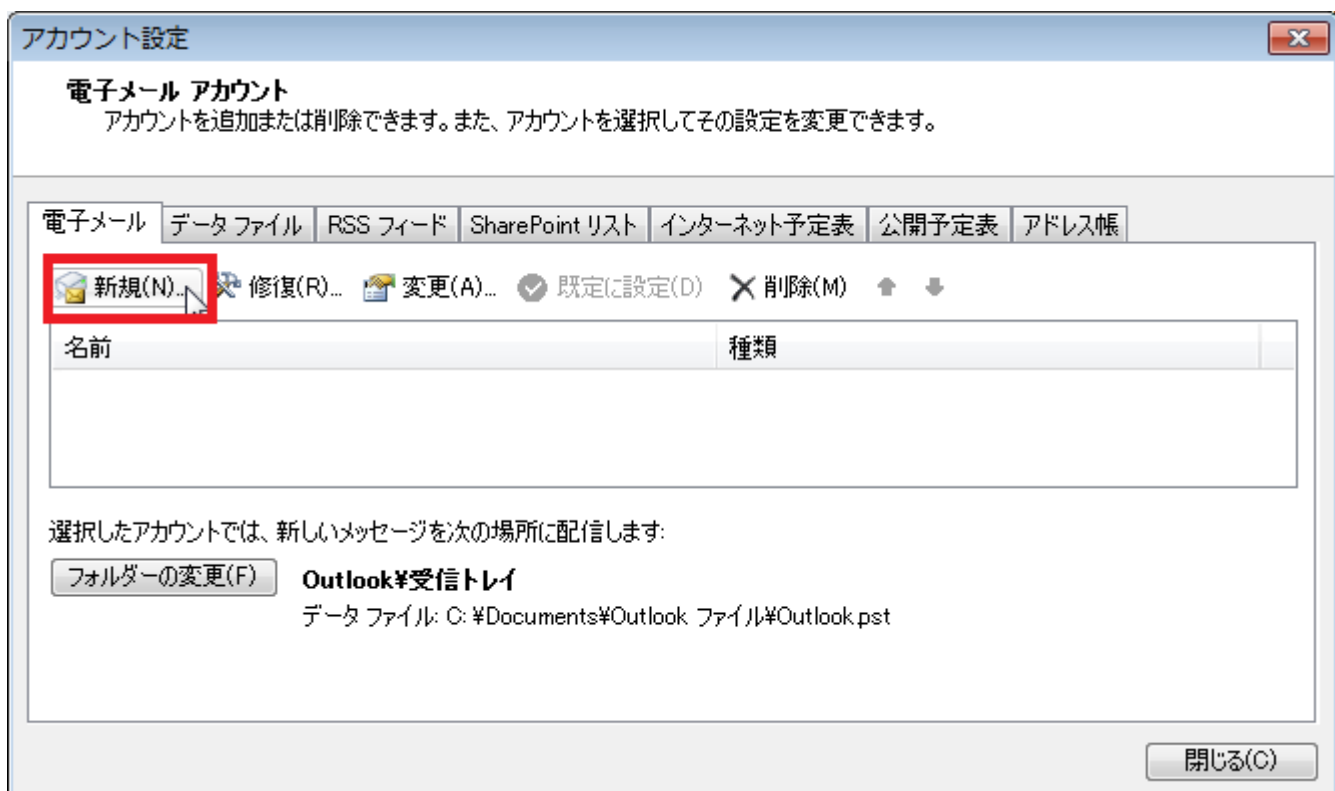 アカウント設定
電子メール アカウント
アカウントを追加または削除できます。また、アカウントを選択してその設定を変更できます。
電子メール データ ファイル RSS フィード SharePoint リスト インターネット予定表 公開予定表 アドレス帳
新規(N)... 修復(R)... 変更(A)... 既定に設定(D) 削除(M)
名前 種類
選択したアカウントでは、新しいメッセージを次の場所に配信します:
フォルダーの変更(F) Outlook¥受信トレイ
データ ファイル: C:¥Documents¥Outlook ファイル¥Outlook.pst
閉じる(C)